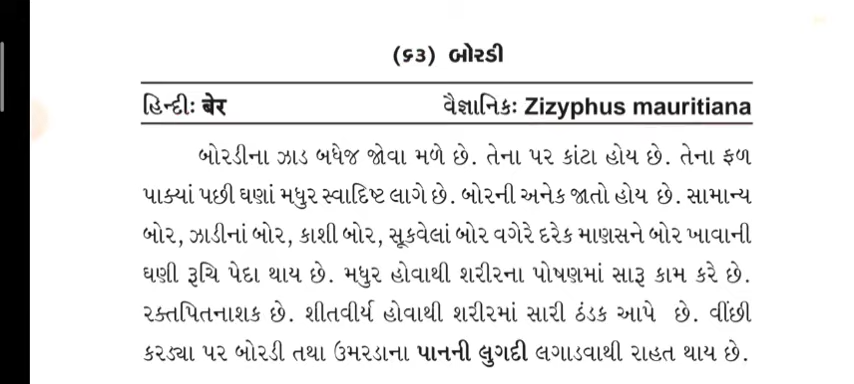 (૬૩) બોરડી
હિન્દીઃ बेर વૈજ્ઞાનિકઃ Zizyphus mauritiana
બોરડીના ઝાડ બધેજ જોવા મળે છે. તેના પર કાંટા હોય છે. તેના ફળ
પાક્યાં પછી ઘણાં મધુર સ્વાદિષ્ટ લાગે છે. બોરની અનેક જાતો હોય છે. સામાન્ય
બોર, ઝાડીનાં બોર, કાશી બોર, સૂકવેલાં બોર વગેરે દરેક માણસને બોર ખાવાની
ઘણી રૂચિ પેદા થાય છે. મધુર હોવાથી શરીરના પોષણમાં સારૂ કામ કરે છે.
રક્તપિતનાશક છે. શીતવીર્ય હોવાથી શરીરમાં સારી ઠંડક આપે છે. વીંછી
કરડ્યા પર બોરડી તથા ઉમરડાના પાનની લુગદી લગાડવાથી રાહત થાય છે.